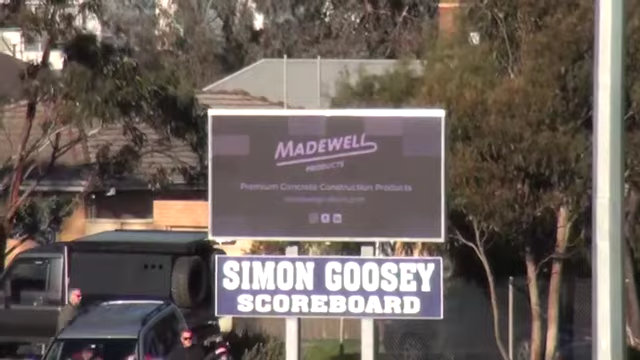 MADEWELL
PRODUCTS
Premium Concrete Construction Products
SIMON GOOSEY
SCOREBOARD